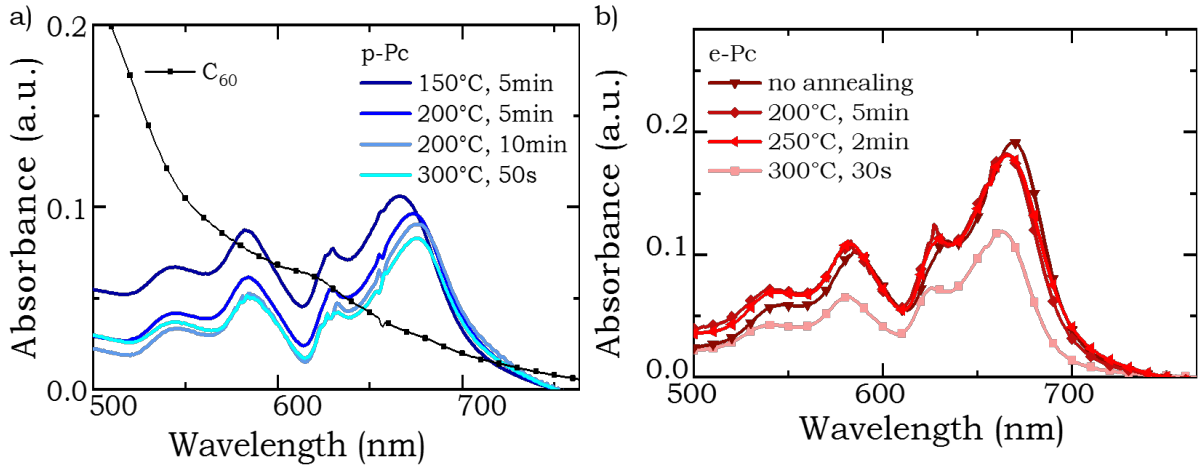 a)
0.2
0.1
0.0
Absorbance (a.u.)
C60
p-Pc
150°C, 5min
200°C, 5min
200°C, 10min
300°C, 50s
500
600
700
Wavelength (nm)
b)
0.2
0.1
0.0
Absorbance (a.u.)
e-Pc
no annealing
200°C, 5min
250°C, 2min
300°C, 30s
500
600
700
Wavelength (nm)